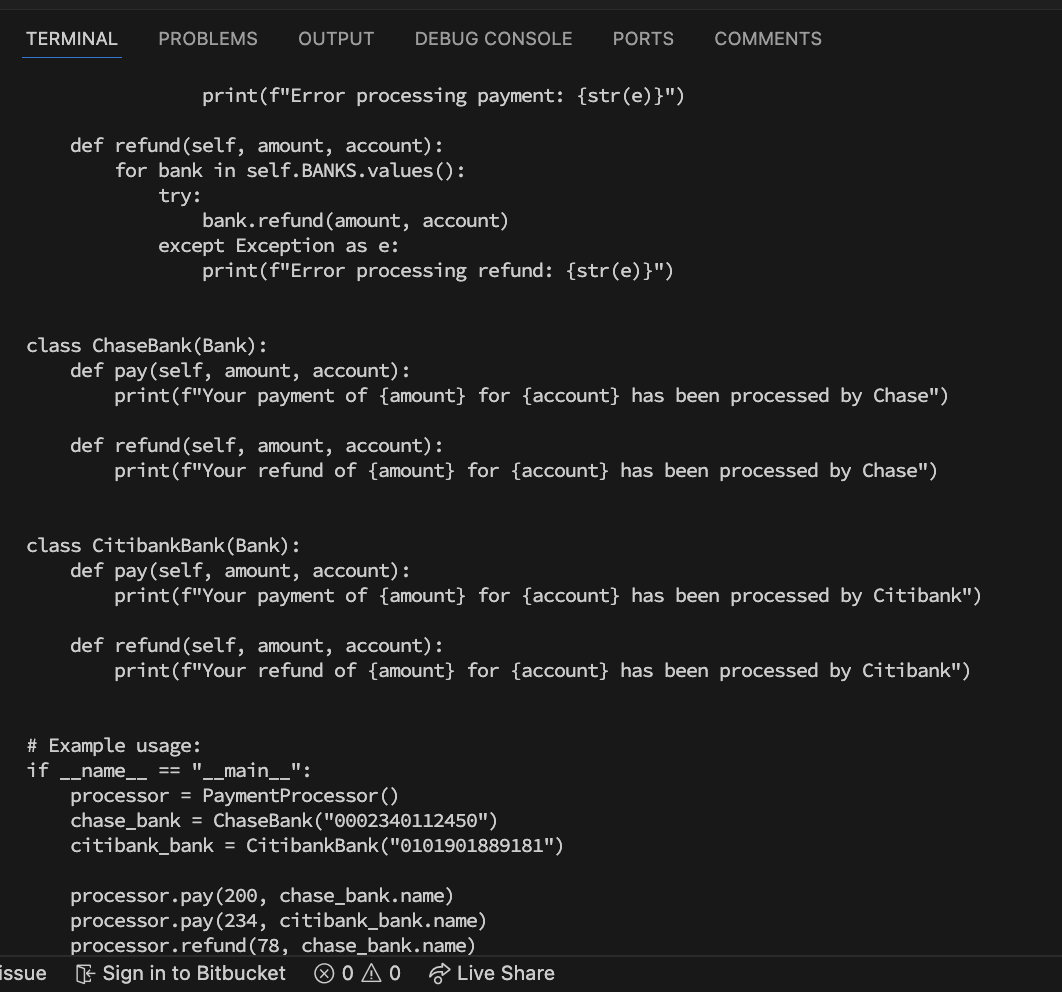 TERMINAL PROBLEMS OUTPUT DEBUG CONSOLE PORTS COMMENTS
                print(f"Error processing payment: {str(e)}")

    def refund(self, amount, account):
        for bank in self.BANKS.values():
            try:
                bank.refund(amount, account)
            except Exception as e:
                print(f"Error processing refund: {str(e)}")


class ChaseBank(Bank):
    def pay(self, amount, account):
        print(f"Your payment of {amount} for {account} has been processed by Chase")

    def refund(self, amount, account):
        print(f"Your refund of {amount} for {account} has been processed by Chase")


class CitibankBank(Bank):
    def pay(self, amount, account):
        print(f"Your payment of {amount} for {account} has been processed by Citibank")

    def refund(self, amount, account):
        print(f"Your refund of {amount} for {account} has been processed by Citibank")


# Example usage:
if __name__ == "__main__":
    processor = PaymentProcessor()
    chase_bank = ChaseBank("0002340112450")
    citibank_bank = CitibankBank("0101901889181")

    processor.pay(200, chase_bank.name)
    processor.pay(234, citibank_bank.name)
    processor.refund(78, chase_bank.name)
issue Sign in to Bitbucket 0 0 Live Share